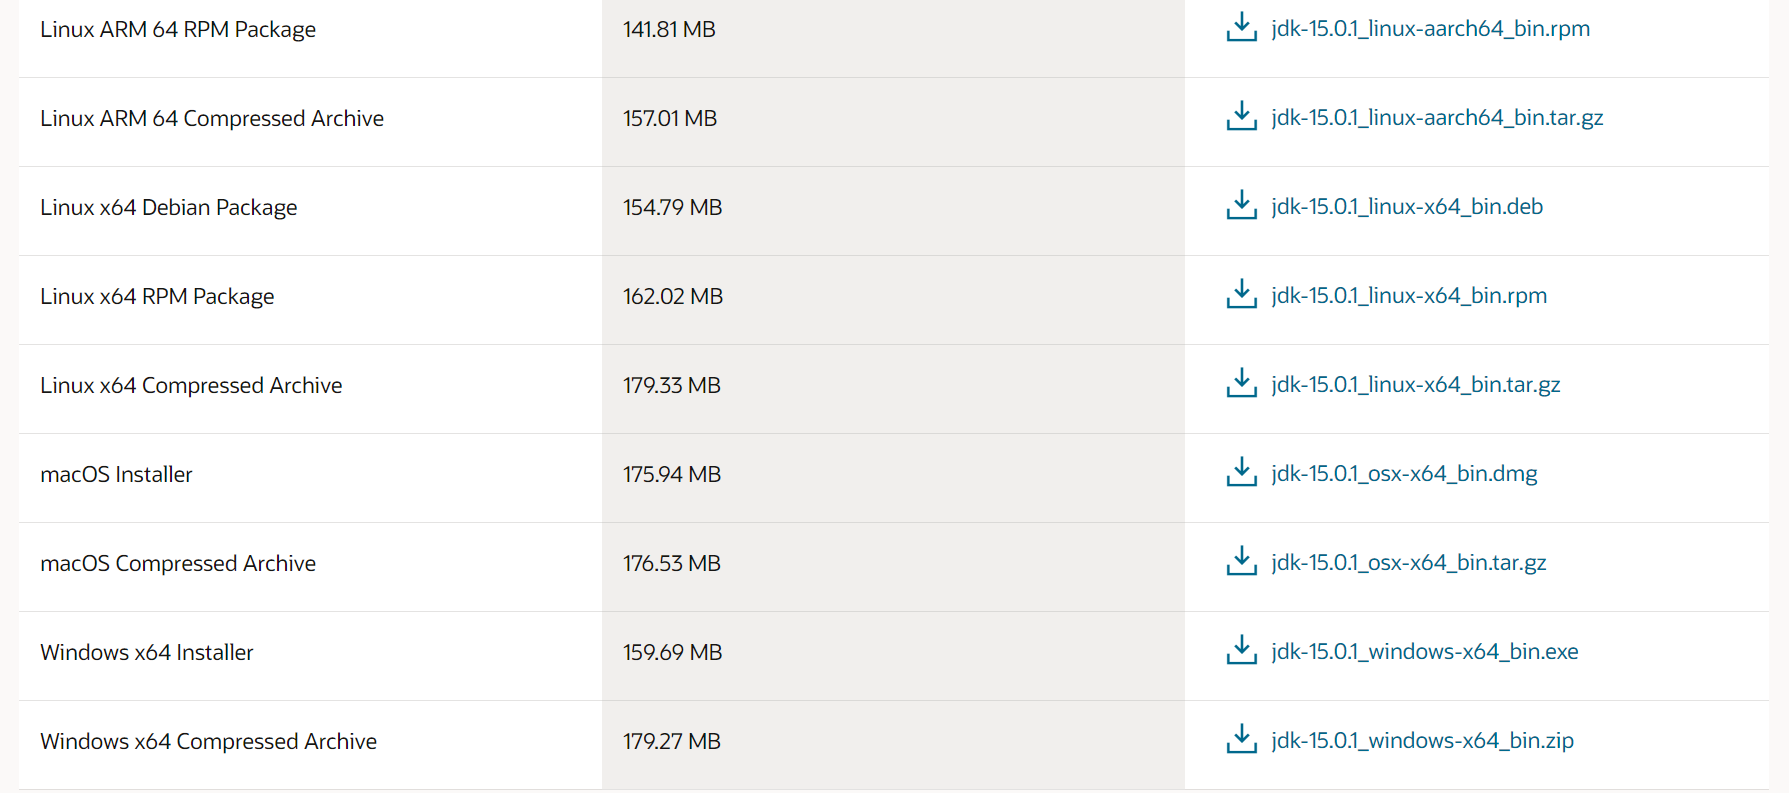 Linux ARM 64 RPM Package 141.81 MB jdk-15.0.1_linux-aarch64_bin.rpm
Linux ARM 64 Compressed Archive 157.01 MB jdk-15.0.1_linux-aarch64_bin.tar.gz
Linux x64 Debian Package 154.79 MB jdk-15.0.1_linux-x64_bin.deb
Linux x64 RPM Package 162.02 MB jdk-15.0.1_linux-x64_bin.rpm
Linux x64 Compressed Archive 179.33 MB jdk-15.0.1_linux-x64_bin.tar.gz
macOS Installer 175.94 MB jdk-15.0.1_osx-x64_bin.dmg
macOS Compressed Archive 176.53 MB jdk-15.0.1_osx-x64_bin.tar.gz
Windows x64 Installer 159.69 MB jdk-15.0.1_windows-x64_bin.exe
Windows x64 Compressed Archive 179.27 MB jdk-15.0.1_windows-x64_bin.zip